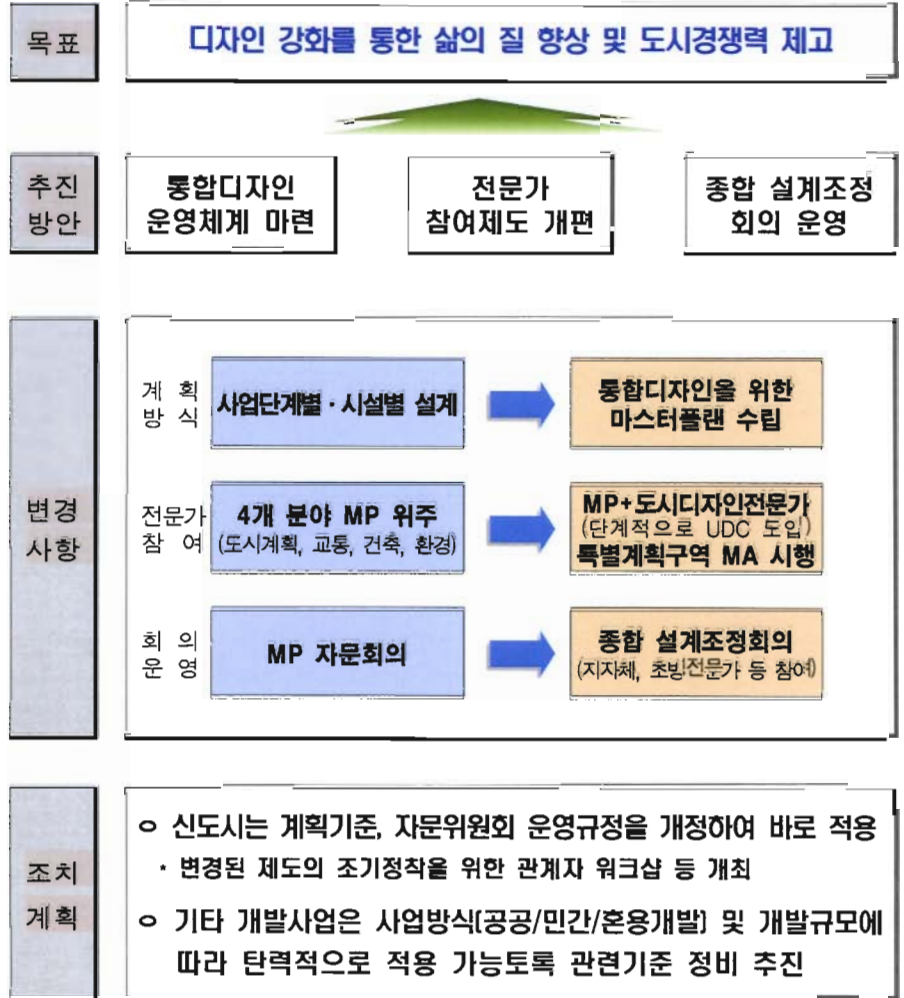 목표
디자인 강화를 통한 삶의 질 향상 및 도시경쟁력 제고
추진
방안
통합디자인
운영체계 마련
전문가
참여제도 개편
종합 설계조정
회의 운영
변경
사항
계 획
방 식
사업단계별·시설별 설계
통합디자인을 위한
마스터플랜 수립
전문가
참 여
4개 분야 MP 위주
(도시계획, 교통, 건축, 환경)
MP+도시디자인전문가
(단계적으로 UDC 도입)
특별계획구역 MA 시행
회 의
운 영
MP 자문회의
종합 설계조정회의
(지자체, 초빙전문가 등 참여)
조치
계획
ㅇ 신도시는 계획기준, 자문위원회 운영규정을 개정하여 바로 적용
* 변경된 제도의 조기정착을 위한 관계자 워크샵 등 개최
ㅇ 기타 개발사업은 사업방식(공공/민간/혼용개발) 및 개발규모에
따라 탄력적으로 적용 가능토록 관련기준 정비 추진